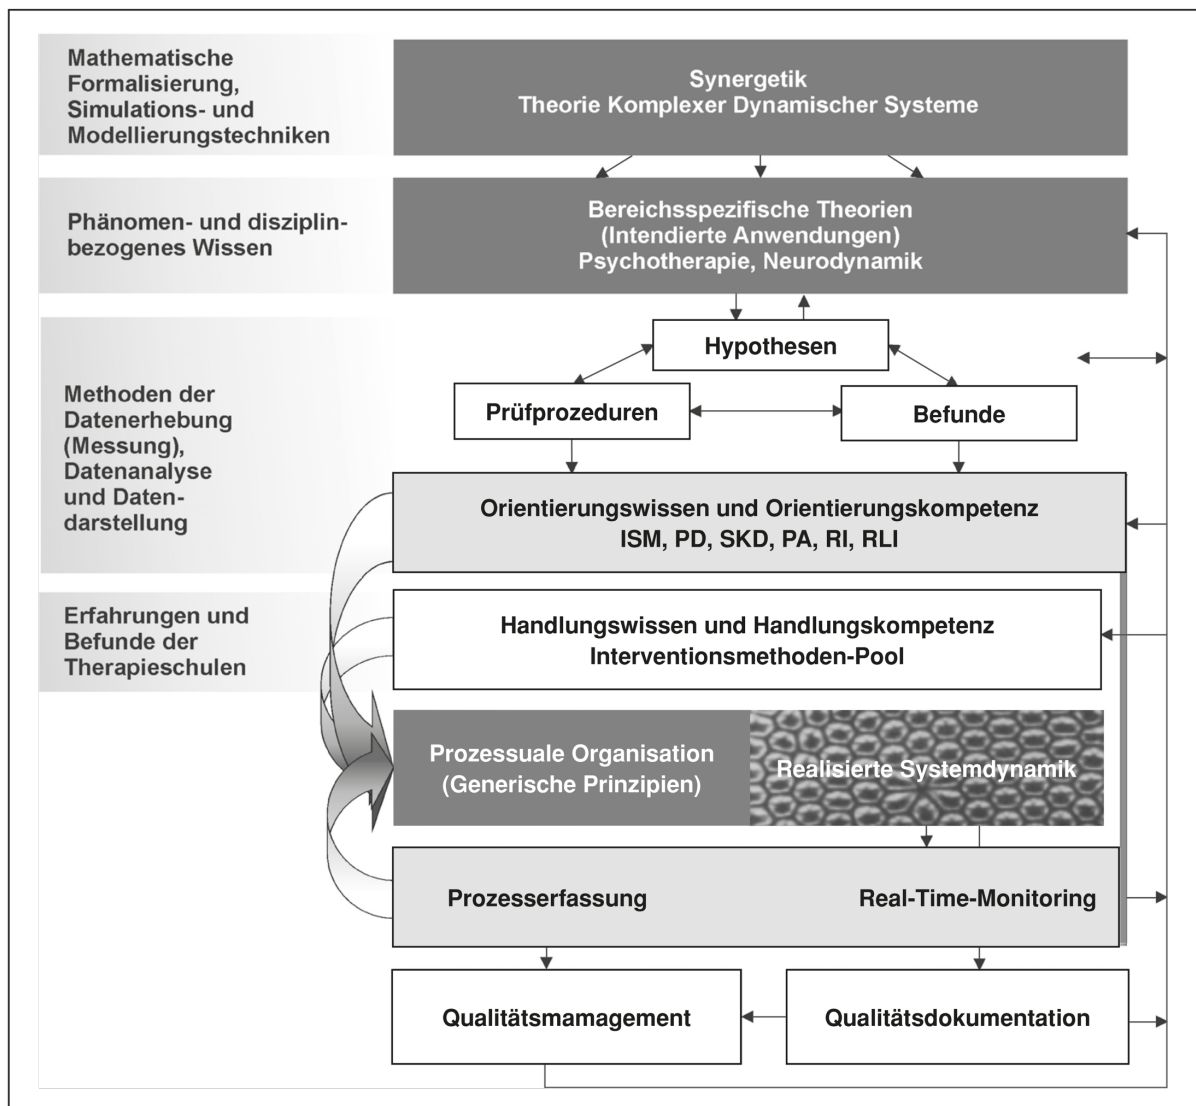 Mathematische
Formalisierung,
Simulations- und
Modellierungstechniken
Synergetik
Theorie Komplexer Dynamischer Systeme
Phänomen- und disziplin-
bezogenes Wissen
Bereichsspezifische Theorien
(Intendierte Anwendungen)
Psychotherapie, Neurodynamik
Methoden der
Datenerhebung
(Messung),
Datenanalyse
und Daten-
darstellung
Hypothesen
Prüfprozeduren
Befunde
Orientierungswissen und Orientierungskompetenz
ISM, PD, SKD, PA, RI, RLI
Erfahrungen und
Befunde der
Therapieschulen
Handlungswissen und Handlungskompetenz
Interventionsmethoden-Pool
Prozessuale Organisation
(Generische Prinzipien)
Realisierte Systemdynamik
Prozesserfassung
Real-Time-Monitoring
Qualitätsmamagement
Qualitätsdokumentation